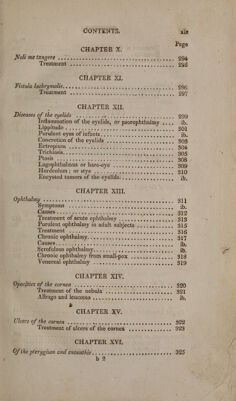 CONTENTS. xix
Page
CHAPTER X.
Noli me tangere ........ 294
Treatment ........ 295
CHAPTER XI.
Fistula lachrymalis ........ 296
Treatment ........ 297
CHAPTER XII.
Diseases of the eyelids ........ 299
Inflammation of the eyelids, or psorophthalmy .... ib.
Lippitudo ........ 301
Purulent eyes of infants ........ ib.
Concretion of the eyelids ........ 303
Ectropium ........ 304
Trichiasis ........ 305
Ptosis ........ 308
Lagophthalmus or hare-eye ........ 309
Hordeolum; or stye ........ 310
Encysted tumors of the eyelids ........ ib.
CHAPTER XIII.
Ophthalmy ........ 311
Symptoms ........ ib.
Causes ........ 312
Treatment of acute ophthalmy ........ 313
Purulent ophthalmy in adult subjects ........ 315
Treatment ........ 316
Chronic ophthalmy ........ 317
Causes ........ ib.
Scrofulous ophthalmy ........ ib.
Chronic ophthalmy from small-pox ........ 318
Venereal ophthalmy ........ 319
CHAPTER XIV.
Opacities of the cornea ........ 320
Treatment of the nebula ........ 321
Albugo and leucoma ........ ib.
CHAPTER XV.
Ulcers of the cornea ........ 322
Treatment of ulcers of the cornea ........ 323
CHAPTER XVI.
Of the pterygium and encanthis ........ 325
b 2